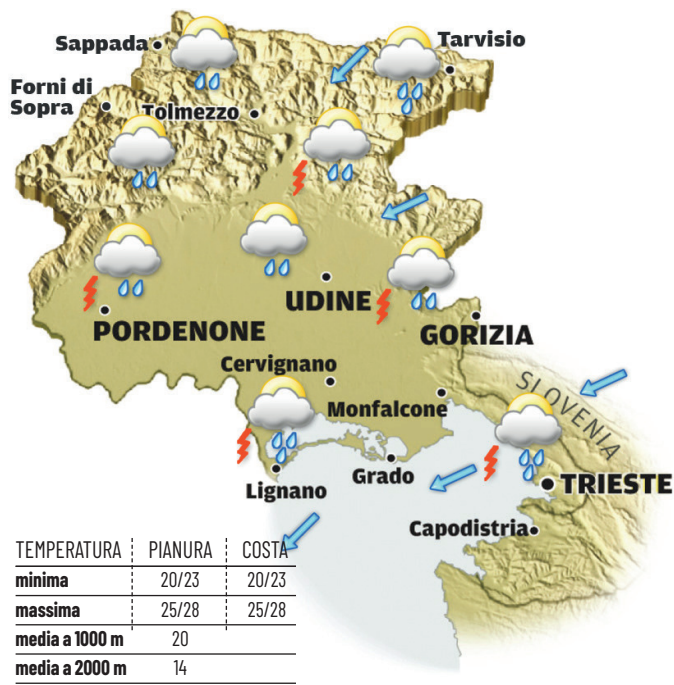 Sappada
Tarvisio
Forni di
Sopra
Tolmezzo
UDINE
PORDENONE
GORIZIA
Cervignano
SLOVENIA
Monfalcone
Grado
TRIESTE
Lignano
Capodistria
TEMPERATURA PIANURA COSTA
minima 20/23 20/23
massima 25/28 25/28
media a 1000 m 20
media a 2000 m 14